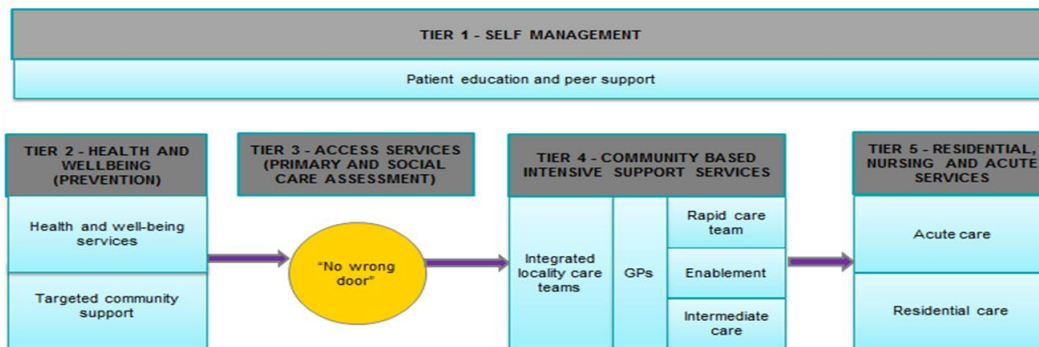 TIER 1 - SELF MANAGEMENT
Patient education and peer support
TIER 2 - HEALTH AND
WELLBEING
(PREVENTION)
Health and well-being
services
Targeted community
support
TIER 3 - ACCESS SERVICES
(PRIMARY AND SOCIAL
CARE ASSESSMENT)
"No wrong
door"
TIER 4 - COMMUNITY BASED
INTENSIVE SUPPORT SERVICES
Integrated
locality care
teams
GPs
Rapid care
team
Enablement
Intermediate
care
TIER 5 - RESIDENTIAL,
NURSING AND ACUTE
SERVICES
Acute care
Residential care